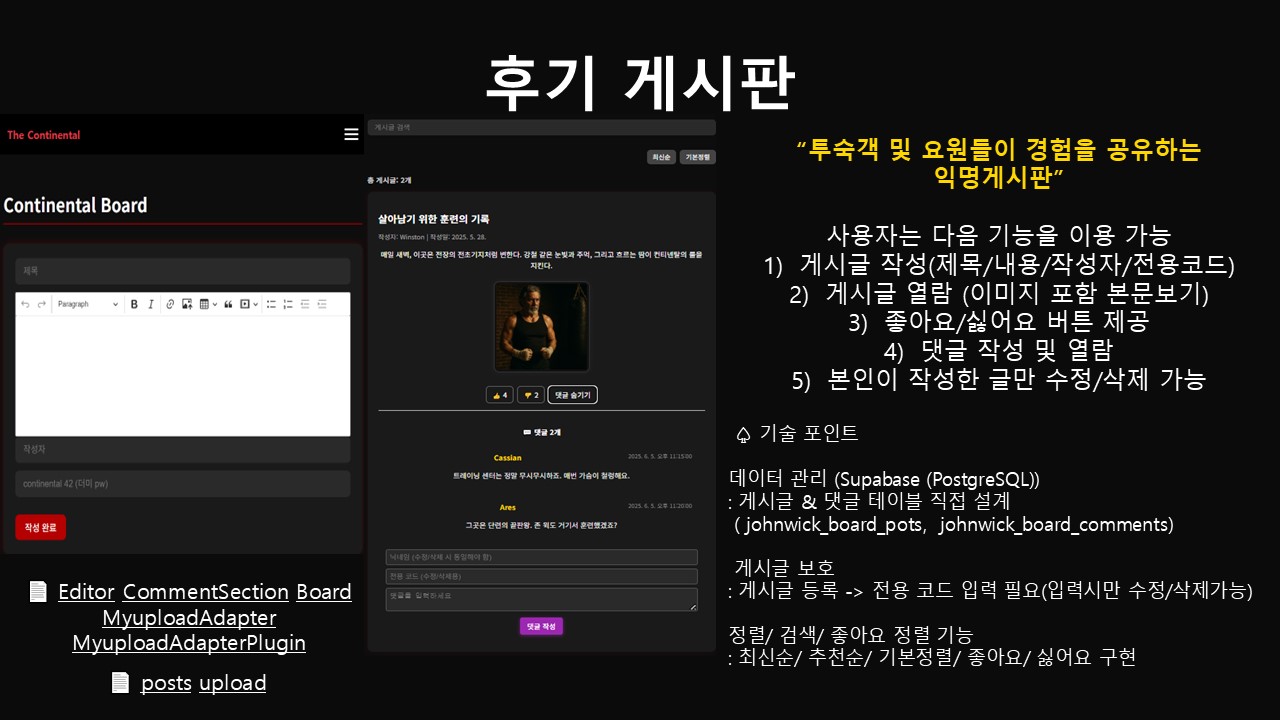 후기 게시판
The Continental
Continental Board
제목
Paragraph
B I
작성자
continental 42 (더미 pw)
작성 완료
📄 Editor CommentSection Board
MyuploadAdapter
MyuploadAdapterPlugin
📄 posts upload
게시글 검색
최신순 기본정렬
총 게시글: 2개
살아남기 위한 훈련의 기록
작성자: Winston | 작성일: 2025. 5. 28.
매일 새벽, 이곳은 전장의 전초기지처럼 변한다. 강철 같은 눈빛과 주먹, 그리고 흐르는 땀이 컨티넨탈의 룰을
지킨다.
👍 4 👎 2 댓글 숨기기
댓글 2개
Cassian 2025. 6. 5. 오후 11:15:00
트레이닝 센터는 정말 무시무시하죠. 매번 가슴이 철렁해요.
Ares 2025. 6. 5. 오후 11:20:00
그곳은 단련의 끝판왕. 존 윅도 거기서 훈련했겠죠?
닉네임 (수정/삭제 시 동일해야 함)
전용 코드 (수정/삭제용)
댓글을 입력하세요
댓글 작성
“투숙객 및 요원들이 경험을 공유하는
익명게시판”
사용자는 다음 기능을 이용 가능
1) 게시글 작성(제목/내용/작성자/전용코드)
2) 게시글 열람 (이미지 포함 본문보기)
3) 좋아요/싫어요 버튼 제공
4) 댓글 작성 및 열람
5) 본인이 작성한 글만 수정/삭제 가능
♤ 기술 포인트
데이터 관리 (Supabase (PostgreSQL))
: 게시글 & 댓글 테이블 직접 설계
( johnwick_board_pots, johnwick_board_comments)
게시글 보호
: 게시글 등록 -> 전용 코드 입력 필요(입력시만 수정/삭제가능)
정렬/ 검색/ 좋아요 정렬 기능
: 최신순/ 추천순/ 기본정렬/ 좋아요/ 싫어요 구현